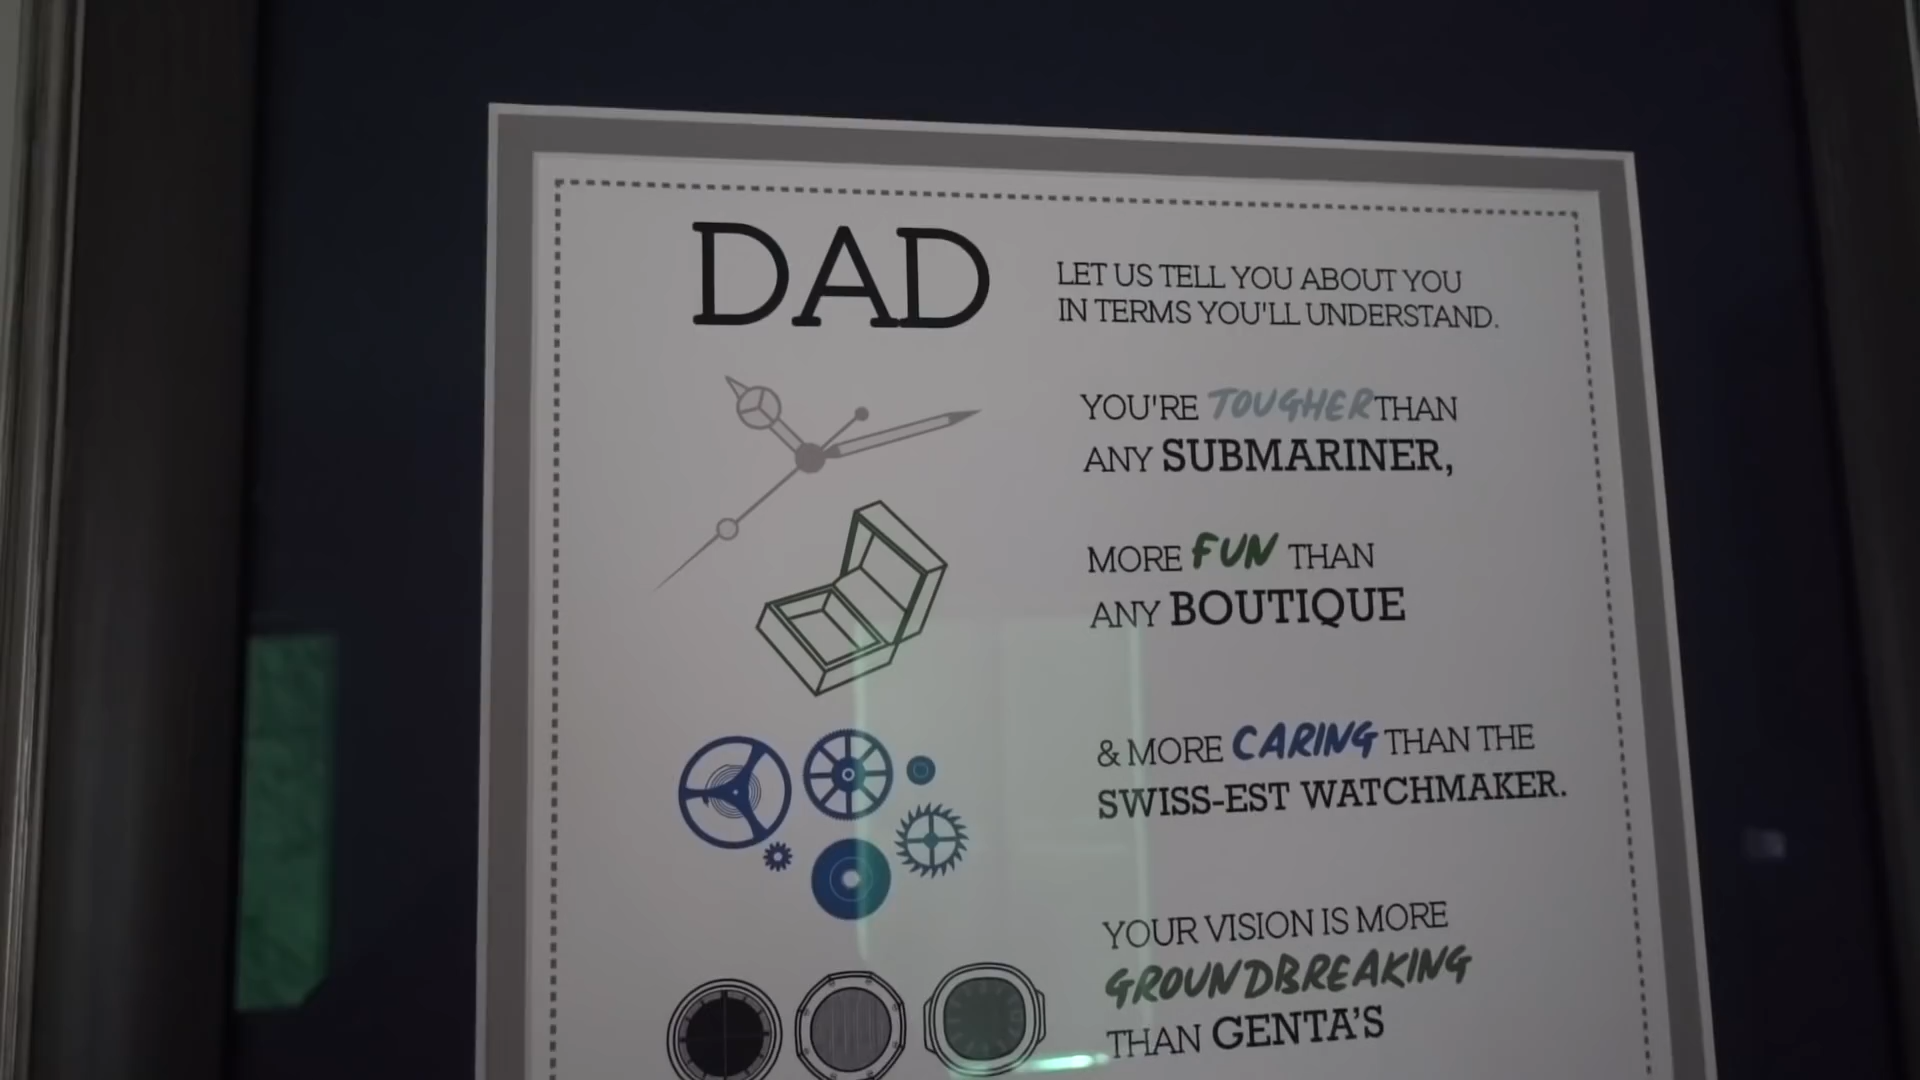 DAD
LET US TELL YOU ABOUT YOU
IN TERMS YOU'LL UNDERSTAND.
YOU'RE TOUGHER THAN
ANY SUBMARINER,
MORE FUN THAN
ANY BOUTIQUE
& MORE CARING THAN THE
SWISS-EST WATCHMAKER.
YOUR VISION IS MORE
GROUNDBREAKING
THAN GENTA'S